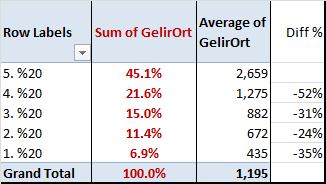 Row Labels Sum of GelirOrt Average of GelirOrt Diff %
5. %20 45.1% 2,659
4. %20 21.6% 1,275 -52%
3. %20 15.0% 882 -31%
2. %20 11.4% 672 -24%
1. %20 6.9% 435 -35%
Grand Total 100.0% 1,195